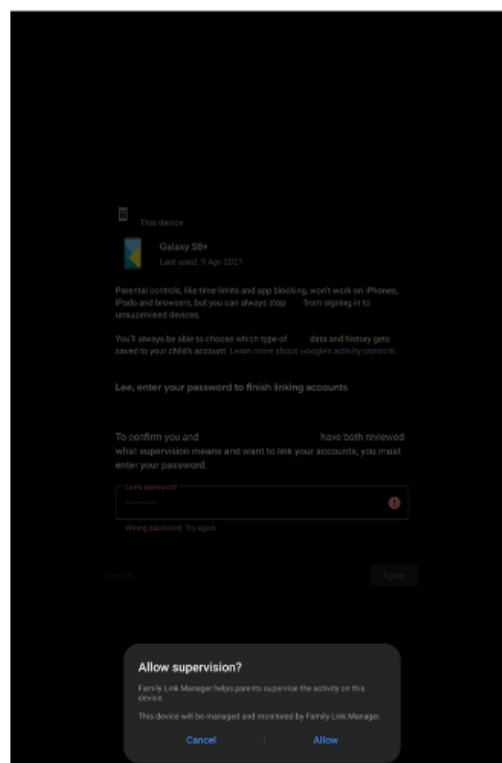 This device
Galaxy S8+
Last used: 9 Apr 2021
Parental controls, like time limits and app blocking, won't work on iPhones,
iPads and browsers, but you can always stop from signing in to
unsupervised devices.
You'll always be able to choose which type of data and history gets
saved to your child's account. Learn more about Google's activity controls.
Lee, enter your password to finish linking accounts
To confirm you and have both reviewed
what supervision means and want to link your accounts, you must
enter your password.
Lee's password
Wrong password. Try again.
Cancel
Agree
Allow supervision?
Family Link Manager helps parents supervise the activity on this
device.
This device will be managed and monitored by Family Link Manager.
Cancel
Allow